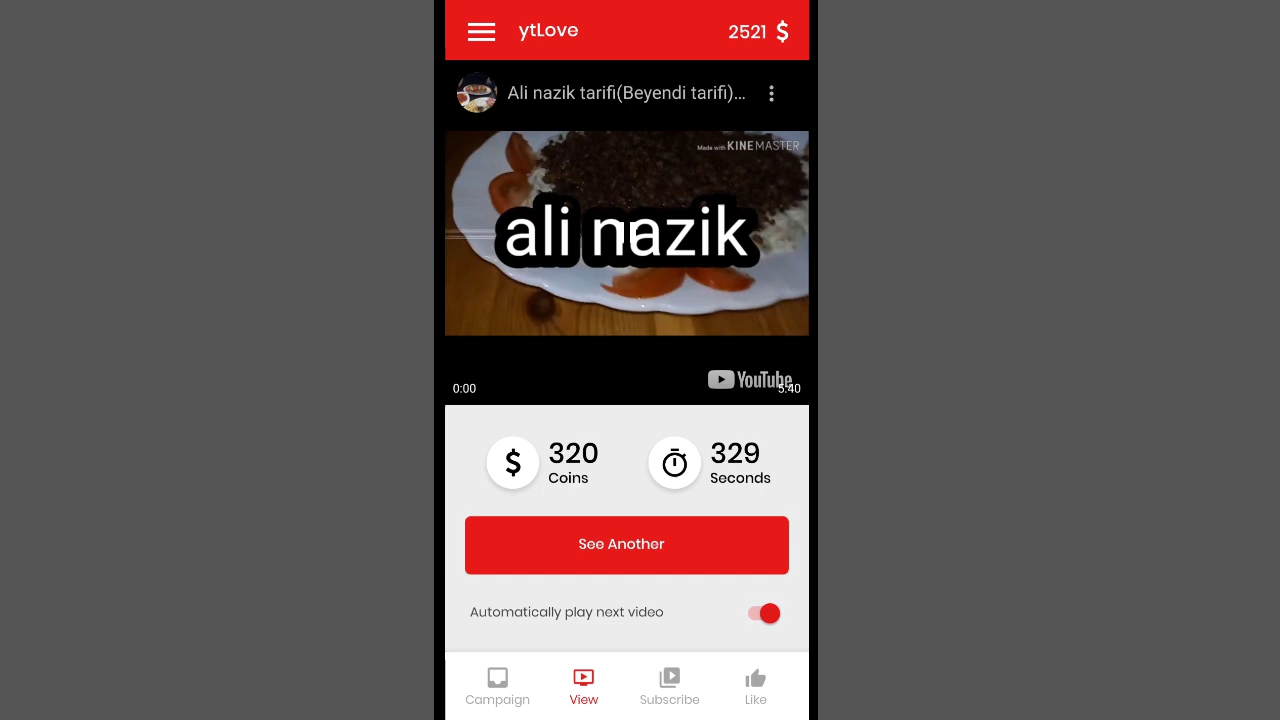 ytLove
2521
Ali nazik tarifi(Beyendi tarifi)...
Made with KINEMASTER
ali nazik
YouTube
0:00
5:40
320
Coins
329
Seconds
See Another
Automatically play next video
Campaign
View
Subscribe
Like